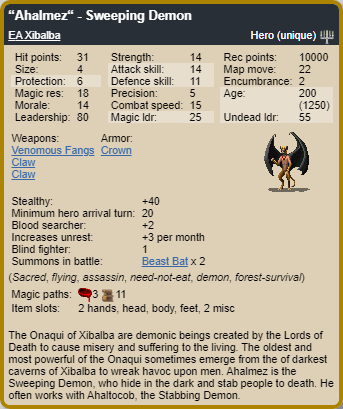 “Ahalmez“ - Sweeping Demon
EA Xibalba Hero (unique)
Hit points: 31 Strength: 14 Rec points: 10000
Size: 4 Attack skill: 14 Map move: 22
Protection: 6 Defence skill: 11 Encumbrance: 2
Magic res: 18 Precision: 5 Age: 200
Morale: 14 Combat speed: 15 (1250)
Leadership: 80 Magic ldr: 25 Undead ldr: 55
Weapons: Armor:
Venomous Fangs Crown
Claw
Claw
Stealthy: +40
Minimum hero arrival turn: 20
Blood searcher: +2
Increases unrest: +3 per month
Blind fighter: 1
Summons in battle: Beast Bat x 2
(Sacred, flying, assassin, need-not-eat, demon, forest-survival)
Magic paths: 3 11
Item slots: 2 hands, head, body, feet, 2 misc
The Onaqui of Xibalba are demonic beings created by the Lords of
Death to cause misery and suffering to the living. The oldest and
most powerful of the Onaqui sometimes emerge from the of darkest
caverns of Xibalba to wreak havoc upon men. Ahalmez is the
Sweeping Demon, who hide in the dark and stab people to death. He
often works with Ahaltocob, the Stabbing Demon.